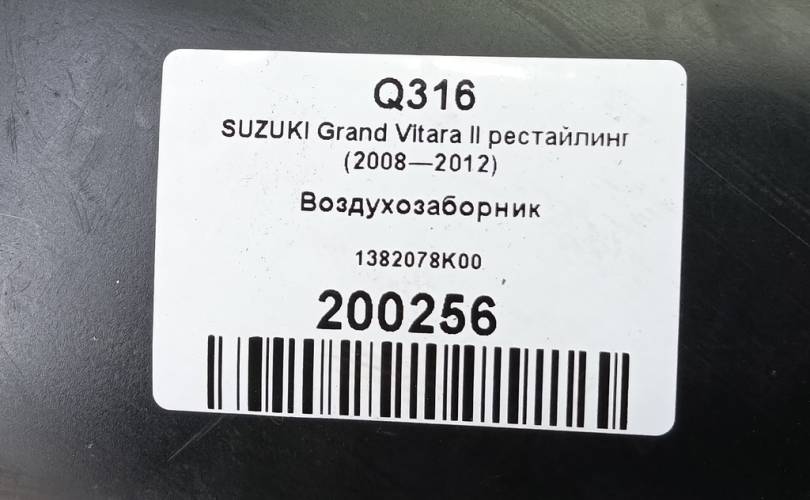 Q316
SUZUKI Grand Vitara II рестайлинг
(2008—2012)
Воздухозаборник
1382078K00
200256